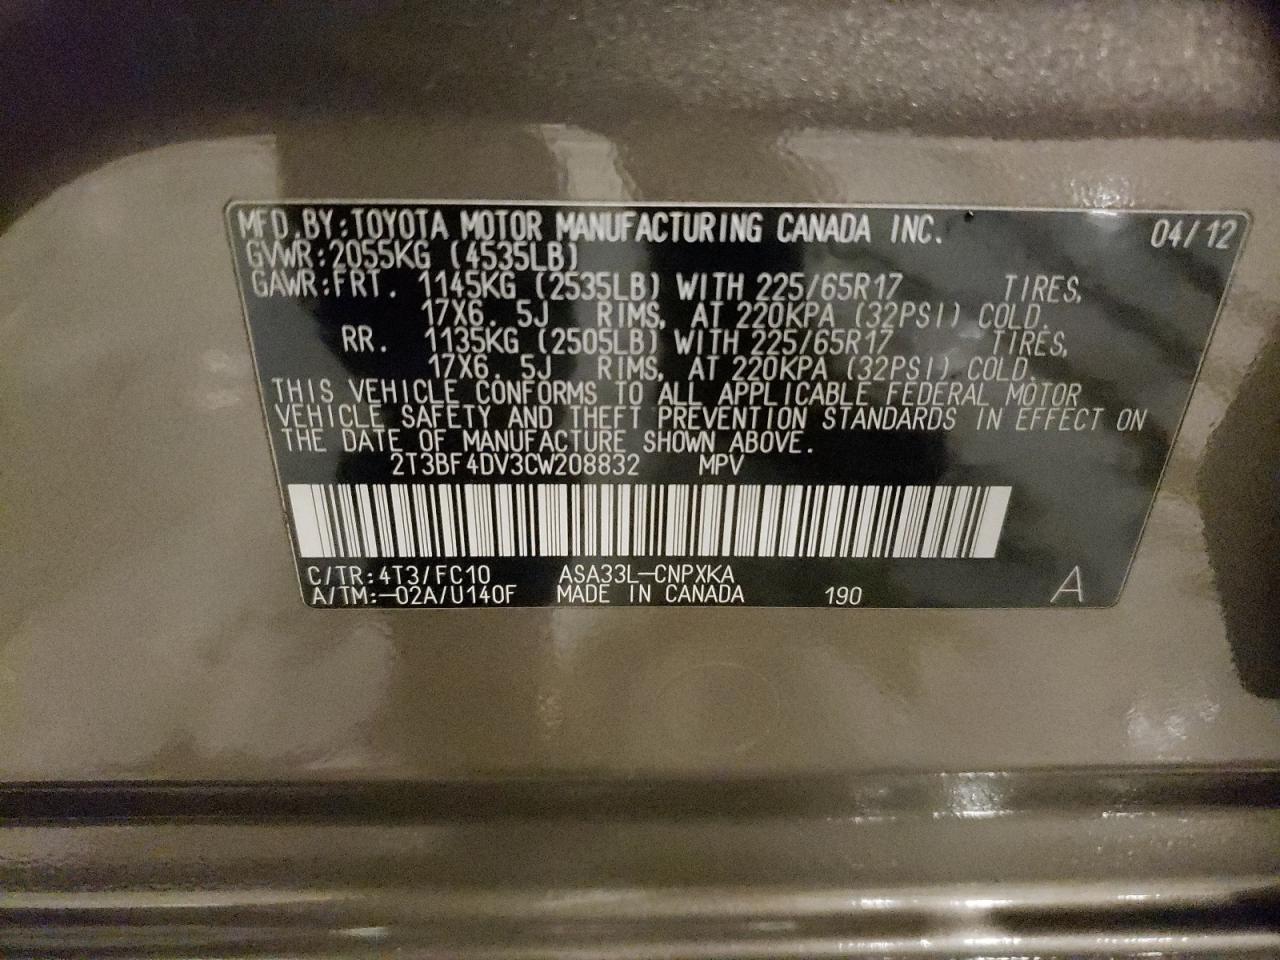 MFD.BY:TOYOTA MOTOR MANUFACTURING CANADA INC. 04/12
GVWR:2055KG (4535LB)
GAWR:FRT. 1145KG (2535LB) WITH 225/65R17 TIRES,
17X6.5J RIMS, AT 220KPA (32PSI) COLD.
RR. 1135KG (2505LB) WITH 225/65R17 TIRES,
17X6.5J RIMS, AT 220KPA (32PSI) COLD.
THIS VEHICLE CONFORMS TO ALL APPLICABLE FEDERAL MOTOR
VEHICLE SAFETY AND THEFT PREVENTION STANDARDS IN EFFECT ON
THE DATE OF MANUFACTURE SHOWN ABOVE.
2T3BF4DV3CW208832 MPV
C/TR:4T3/FC10 ASA33L-CNPXKA
A/TM:-02A/U140F MADE IN CANADA 190 A